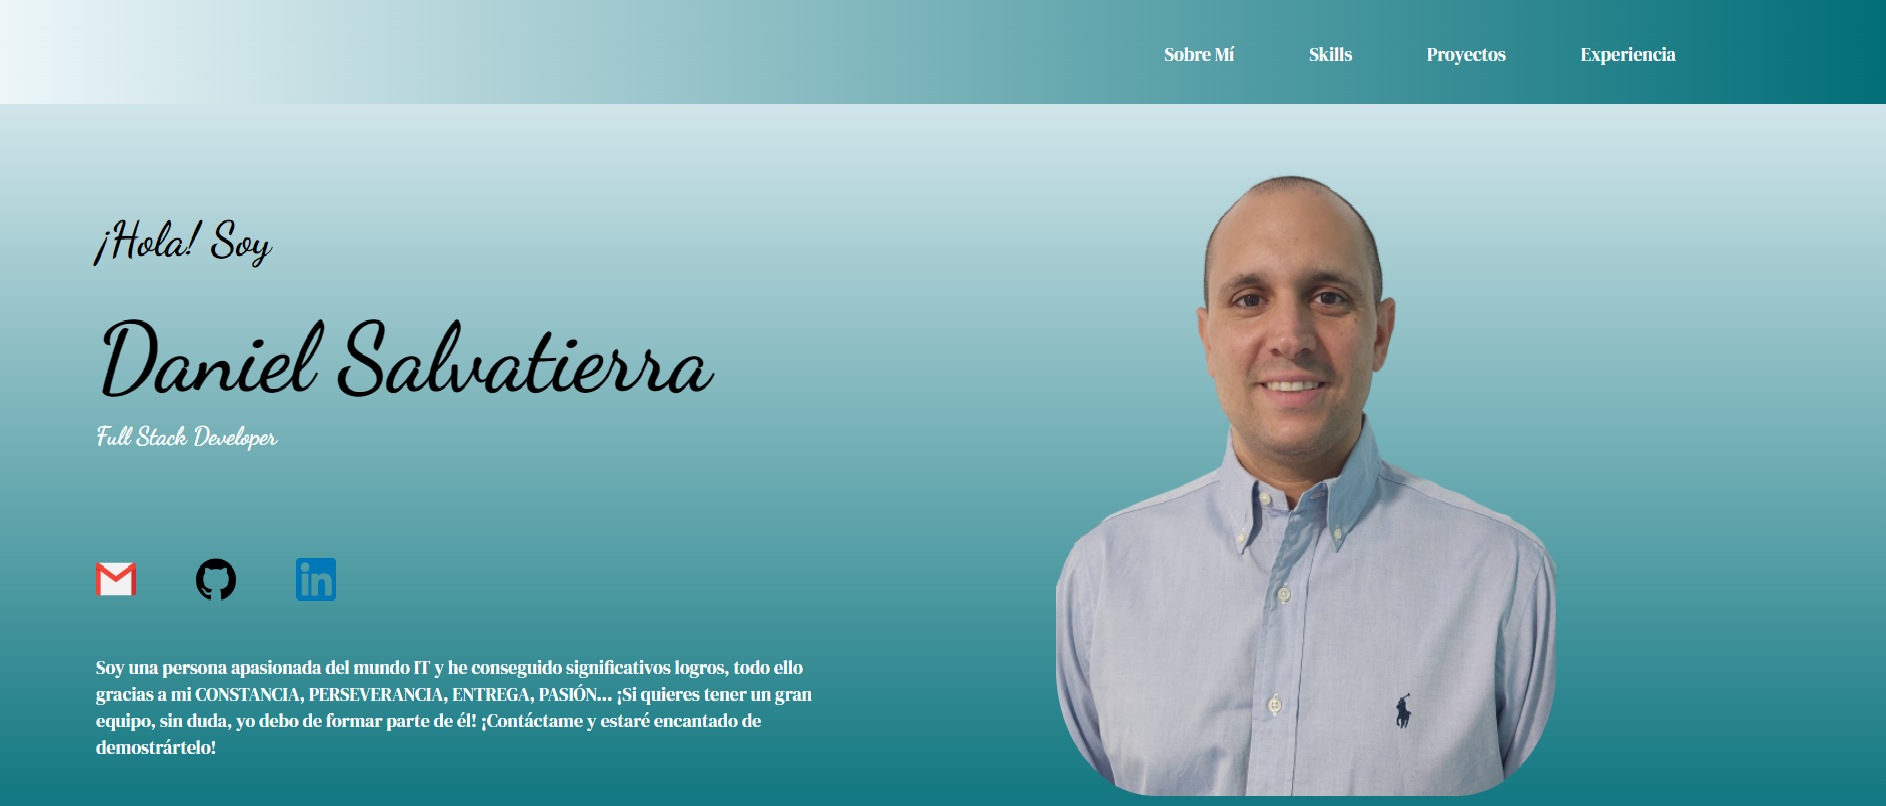 Sobre Mí Skills Proyectos Experiencia
¡Hola! Soy
Daniel Salvatierra
Full Stack Developer
Soy una persona apasionada del mundo IT y he conseguido significativos logros, todo ello
gracias a mi CONSTANCIA, PERSEVERANCIA, ENTREGA, PASIÓN... ¡Si quieres tener un gran
equipo, sin duda, yo debo de formar parte de él! ¡Contáctame y estaré encantado de
demostrártelo!